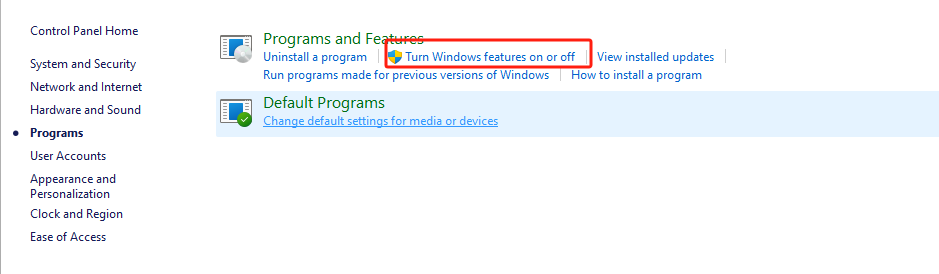 Control Panel Home
System and Security
Network and Internet
Hardware and Sound
Programs
User Accounts
Appearance and
Personalization
Clock and Region
Ease of Access
Programs and Features
Uninstall a program
Turn Windows features on or off
View installed updates
Run programs made for previous versions of Windows
How to install a program
Default Programs
Change default settings for media or devices